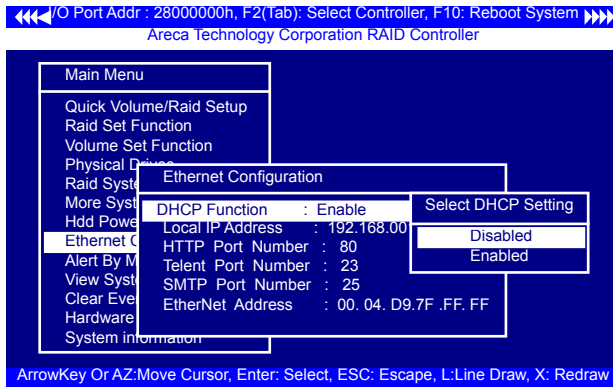 /O Port Addr : 28000000h, F2(Tab): Select Controller, F10: Reboot System
Areca Technology Corporation RAID Controller
Main Menu
Quick Volume/Raid Setup
Raid Set Function
Volume Set Function
Physical Drives
Raid Syste
More Syst
Hdd Powe
Ethernet C
Alert By M
View Syst
Clear Eve
Hardware
System information
Ethernet Configuration
DHCP Function : Enable
Local IP Address : 192.168.00
HTTP Port Number : 80
Telent Port Number : 23
SMTP Port Number : 25
EtherNet Address : 00. 04. D9.7F .FF. FF
Select DHCP Setting
Disabled
Enabled
ArrowKey Or AZ:Move Cursor, Enter: Select, ESC: Escape, L:Line Draw, X: Redraw